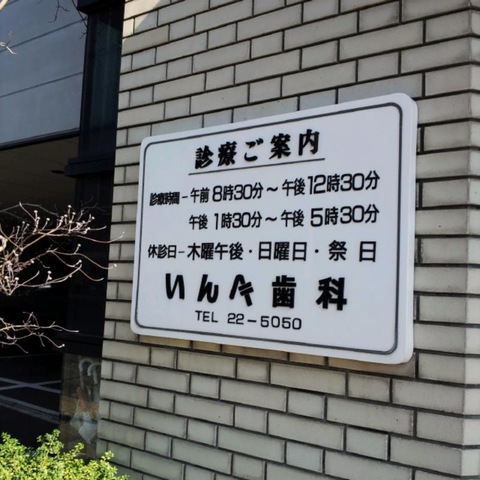 診療ご案内
診療時間－午前 8時30分～午後12時30分
午後 1時30分～午後 5時30分
休診日－木曜午後・日曜日・祭 日
いんべ歯科
TEL 22－5050